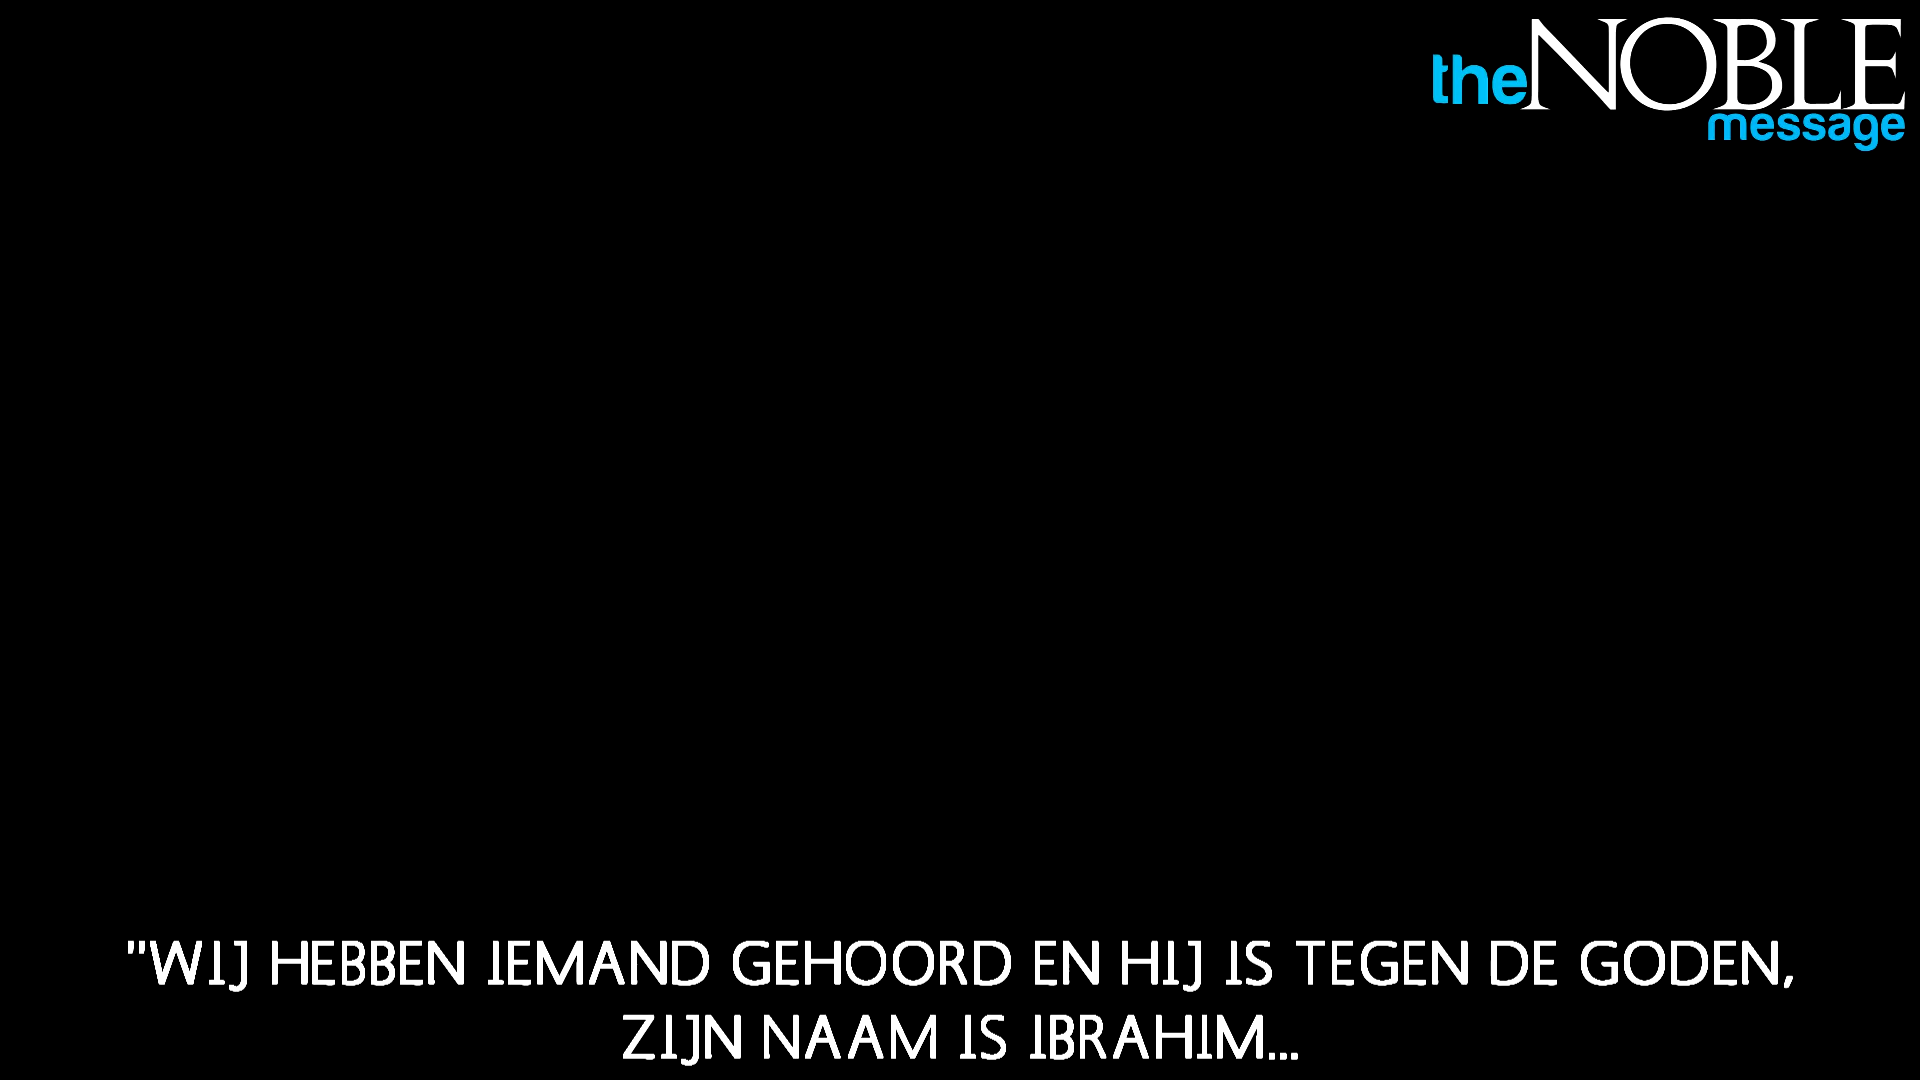 theNOBLE
message
"WIJ HEBBEN IEMAND GEHOORD EN HIJ IS TEGEN DE GODEN,
ZIJN NAAM IS IBRAHIM...